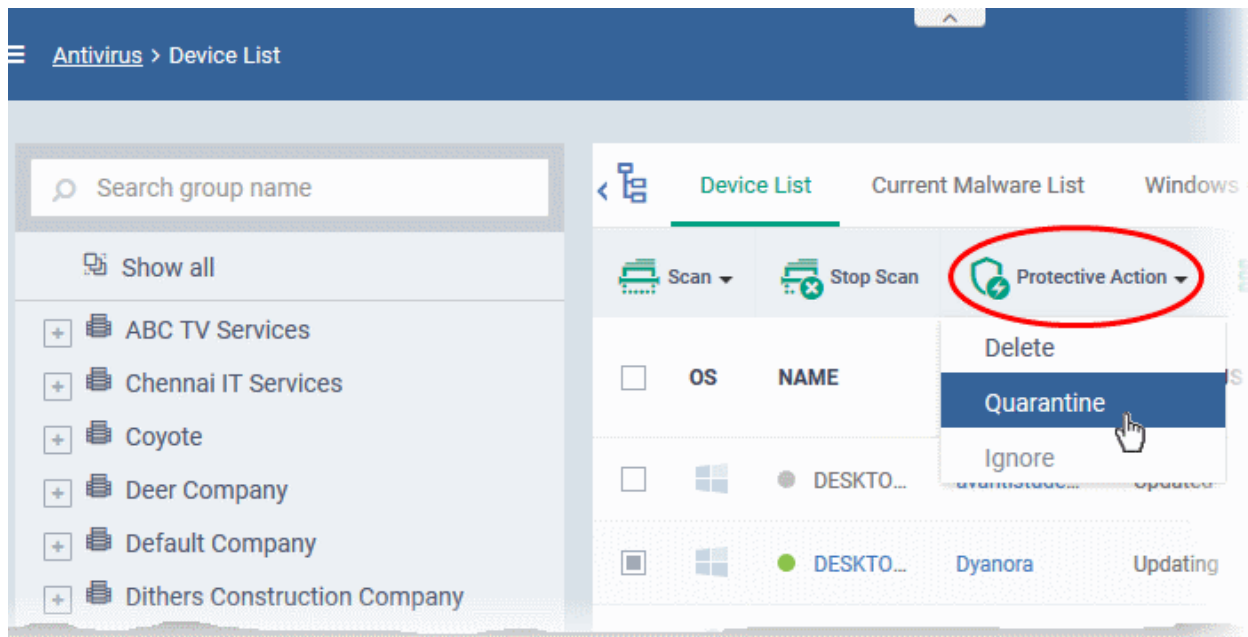 Antivirus > Device List
Search group name
Show all
ABC TV Services
Chennai IT Services
Coyote
Deer Company
Default Company
Dithers Construction Company
Device List Current Malware List Windows
Scan Stop Scan Protective Action
Delete
Quarantine
Ignore
OS NAME
DESKTO... Updated
DESKTO... Dyanora Updating